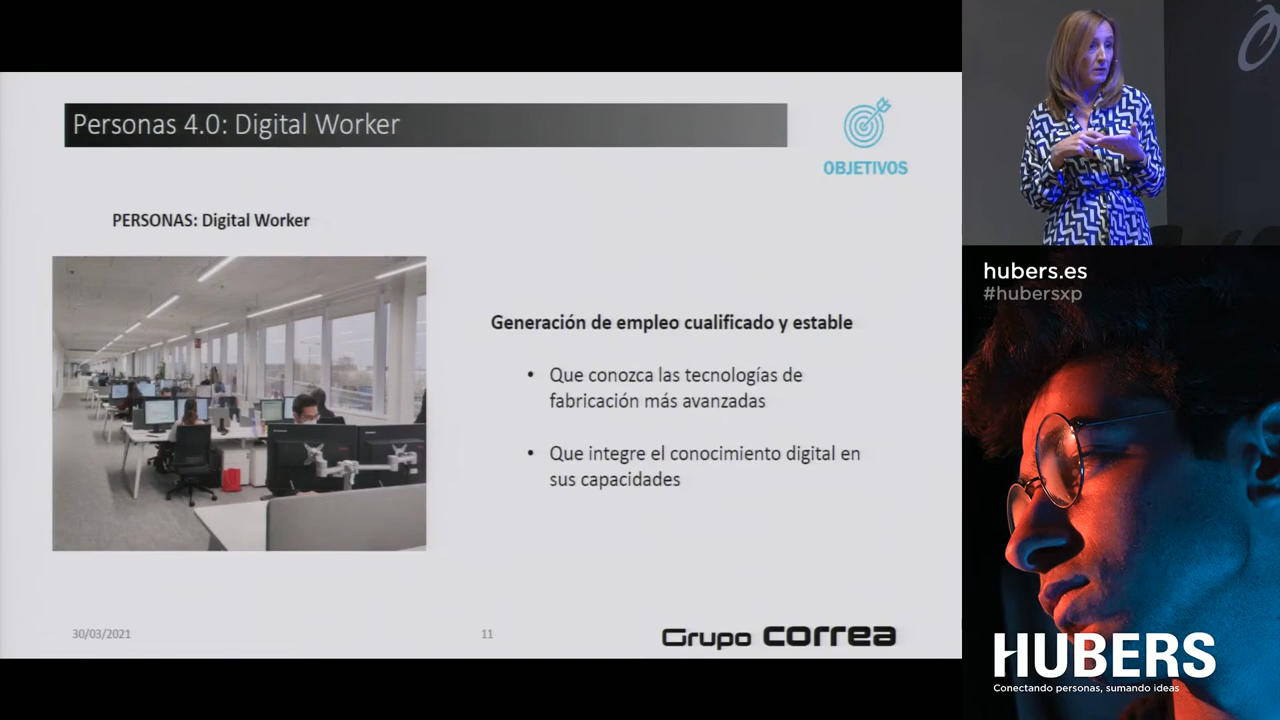 Personas 4.0: Digital Worker
OBJETIVOS
PERSONAS: Digital Worker
Generación de empleo cualificado y estable
• Que conozca las tecnologías de
fabricación más avanzadas
• Que integre el conocimiento digital en
sus capacidades
30/03/2021
11
Grupo correa
hubers.es
#hubersxp
HUBERS
Conectando personas, sumando ideas